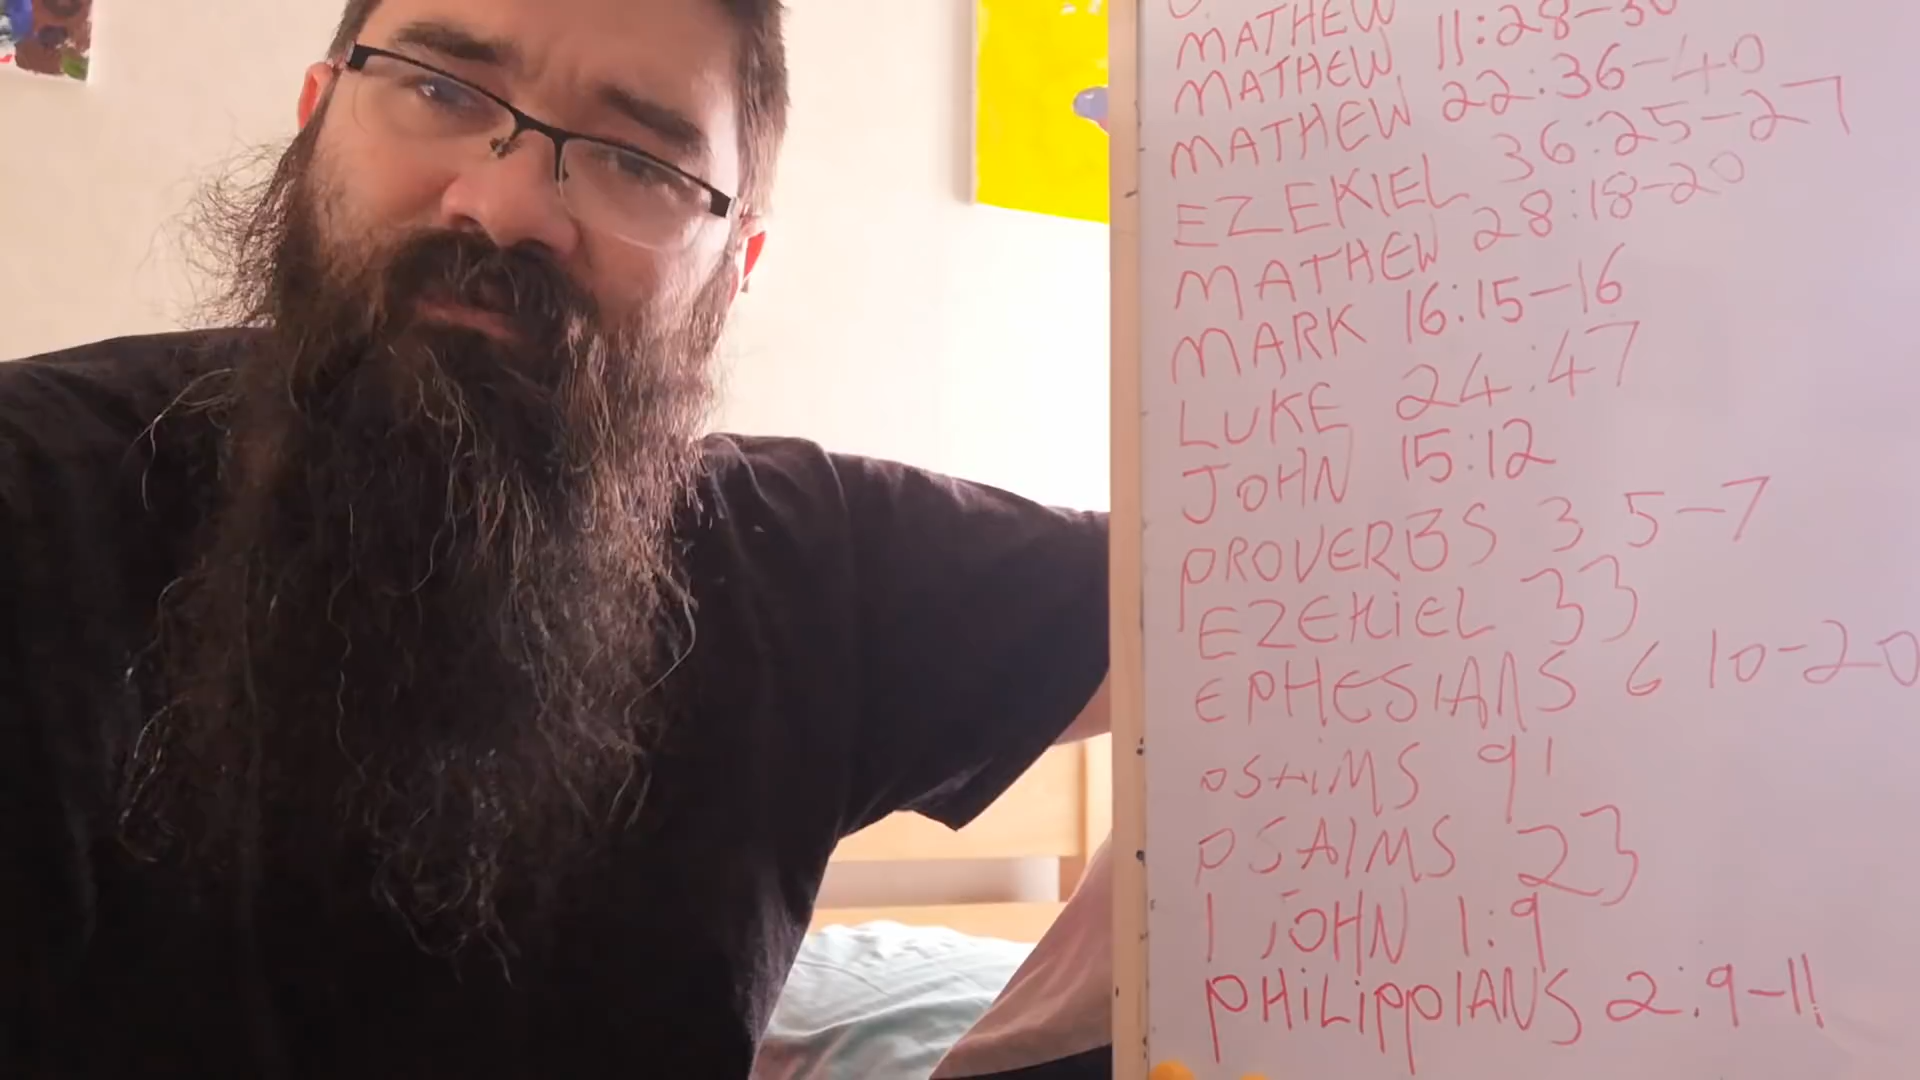 MATHEW
MATHEW 11:28-30
MATHEW 22:36-40
EZEKIEL 36:25-27
MATHEW 28:18-20
MARK 16:15-16
LUKE 24:47
JOHN 15:12
PROVERBS 3 5-7
EZEKiEL 33
EPHESIANS 6 10-20
PSAlMS 91
PSAlMS 23
1 JOHN 1:9
PHiLippIANS 2:9-11